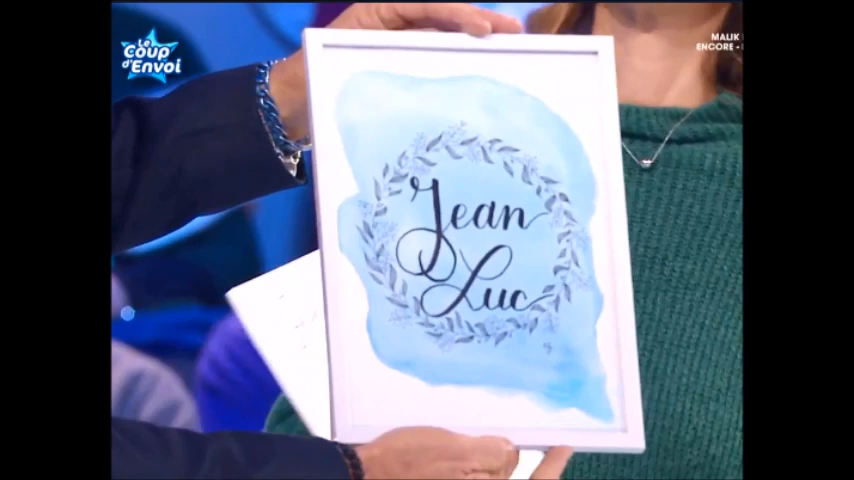 Le
Coup
d'Envoi
MALIK
ENCORE -
Jean
Luc